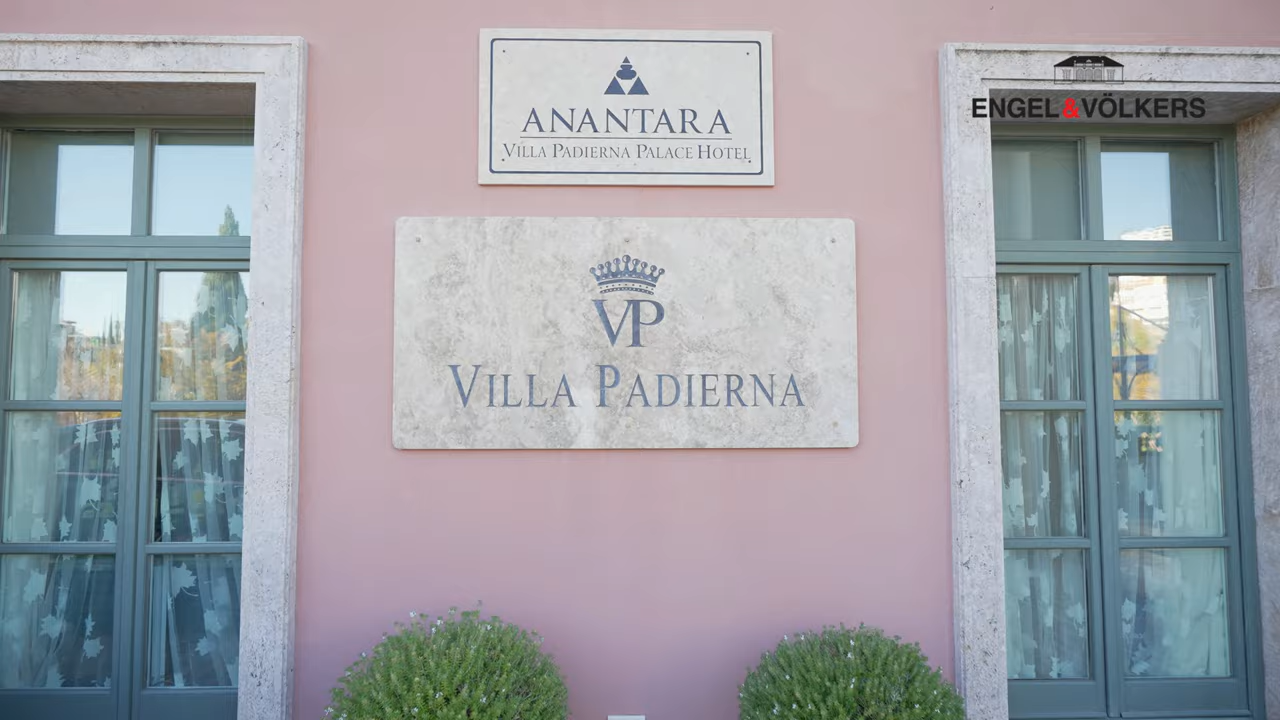 ANANTARA
VILLA PADIERNA PALACE HOTEL
ENGEL&VÖLKERS
VP
VILLA PADIERNA